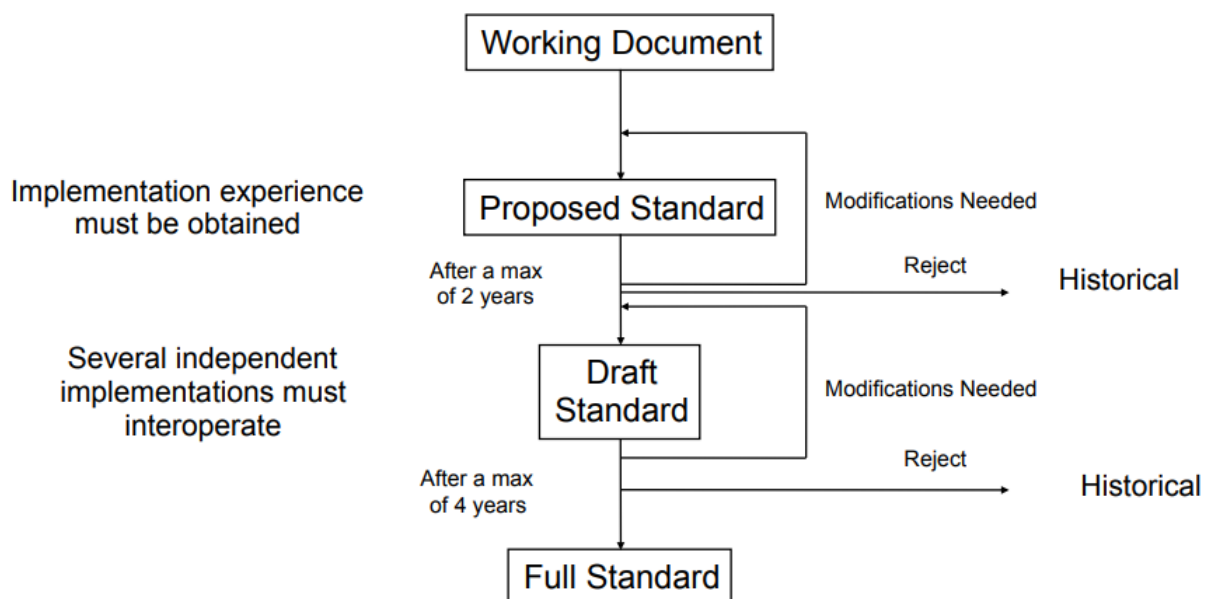 Working Document
Implementation experience
must be obtained
Proposed Standard
Modifications Needed
After a max
of 2 years
Reject
Historical
Several independent
implementations must
interoperate
Draft
Standard
Modifications Needed
After a max
of 4 years
Reject
Historical
Full Standard